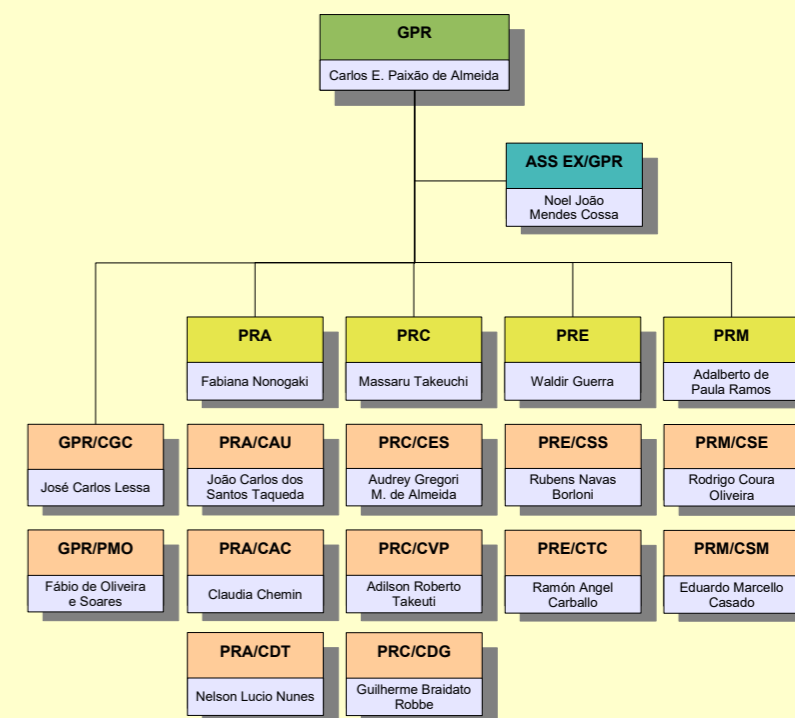 GPR
Carlos E. Paixão de Almeida
ASS EX/GPR
Noel João
Mendes Cossa
PRA
Fabiana Nonogaki
PRC
Massaru Takeuchi
PRE
Waldir Guerra
PRM
Adalberto de
Paula Ramos
GPR/CGC
José Carlos Lessa
PRA/CAU
João Carlos dos
Santos Taqueda
PRC/CES
Audrey Gregori
M. de Almeida
PRE/CSS
Rubens Navas
Borloni
PRM/CSE
Rodrigo Coura
Oliveira
GPR/PMO
Fábio de Oliveira
e Soares
PRA/CAC
Claudia Chemin
PRC/CVP
Adilson Roberto
Takeuti
PRE/CTC
Ramón Angel
Carballo
PRM/CSM
Eduardo Marcello
Casado
PRA/CDT
Nelson Lucio Nunes
PRC/CDG
Guilherme Braidato
Robbe